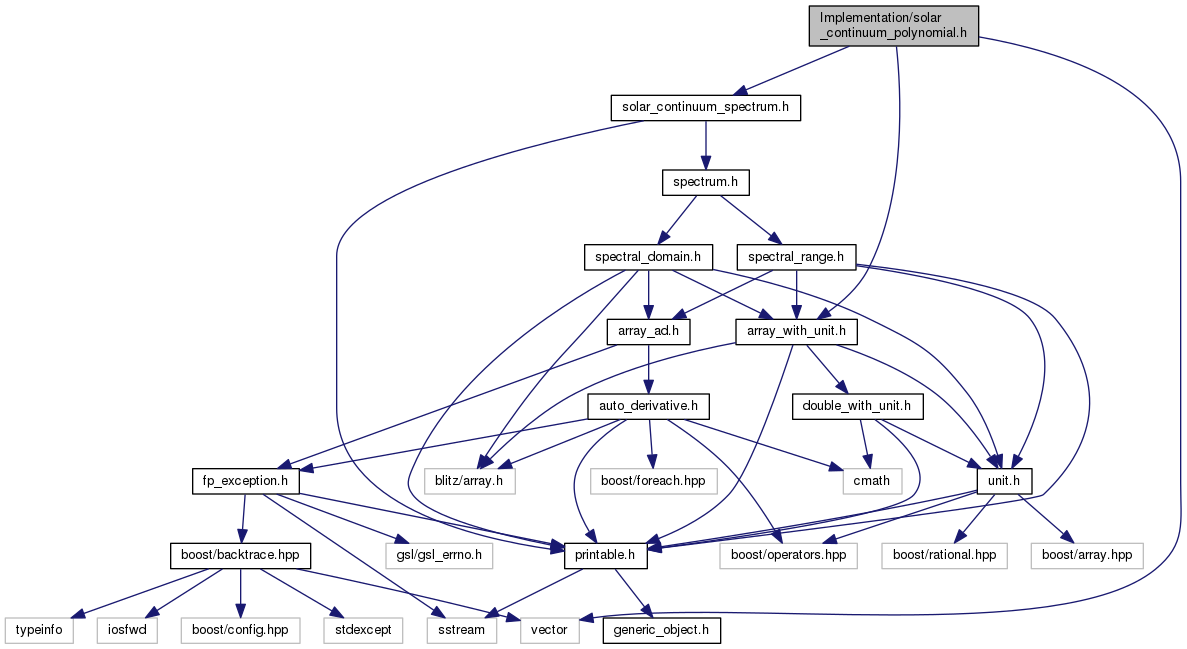 Implementation/solar
_continuum_polynomial.h
solar_continuum_spectrum.h
spectrum.h
spectral_domain.h
spectral_range.h
array_ad.h
array_with_unit.h
auto_derivative.h
double_with_unit.h
fp_exception.h
blitz/array.h
boost/foreach.hpp
cmath
unit.h
boost/backtrace.hpp
gsl/gsl_errno.h
printable.h
boost/operators.hpp
boost/rational.hpp
boost/array.hpp
typeinfo
iosfwd
boost/config.hpp
stdexcept
sstream
vector
generic_object.h